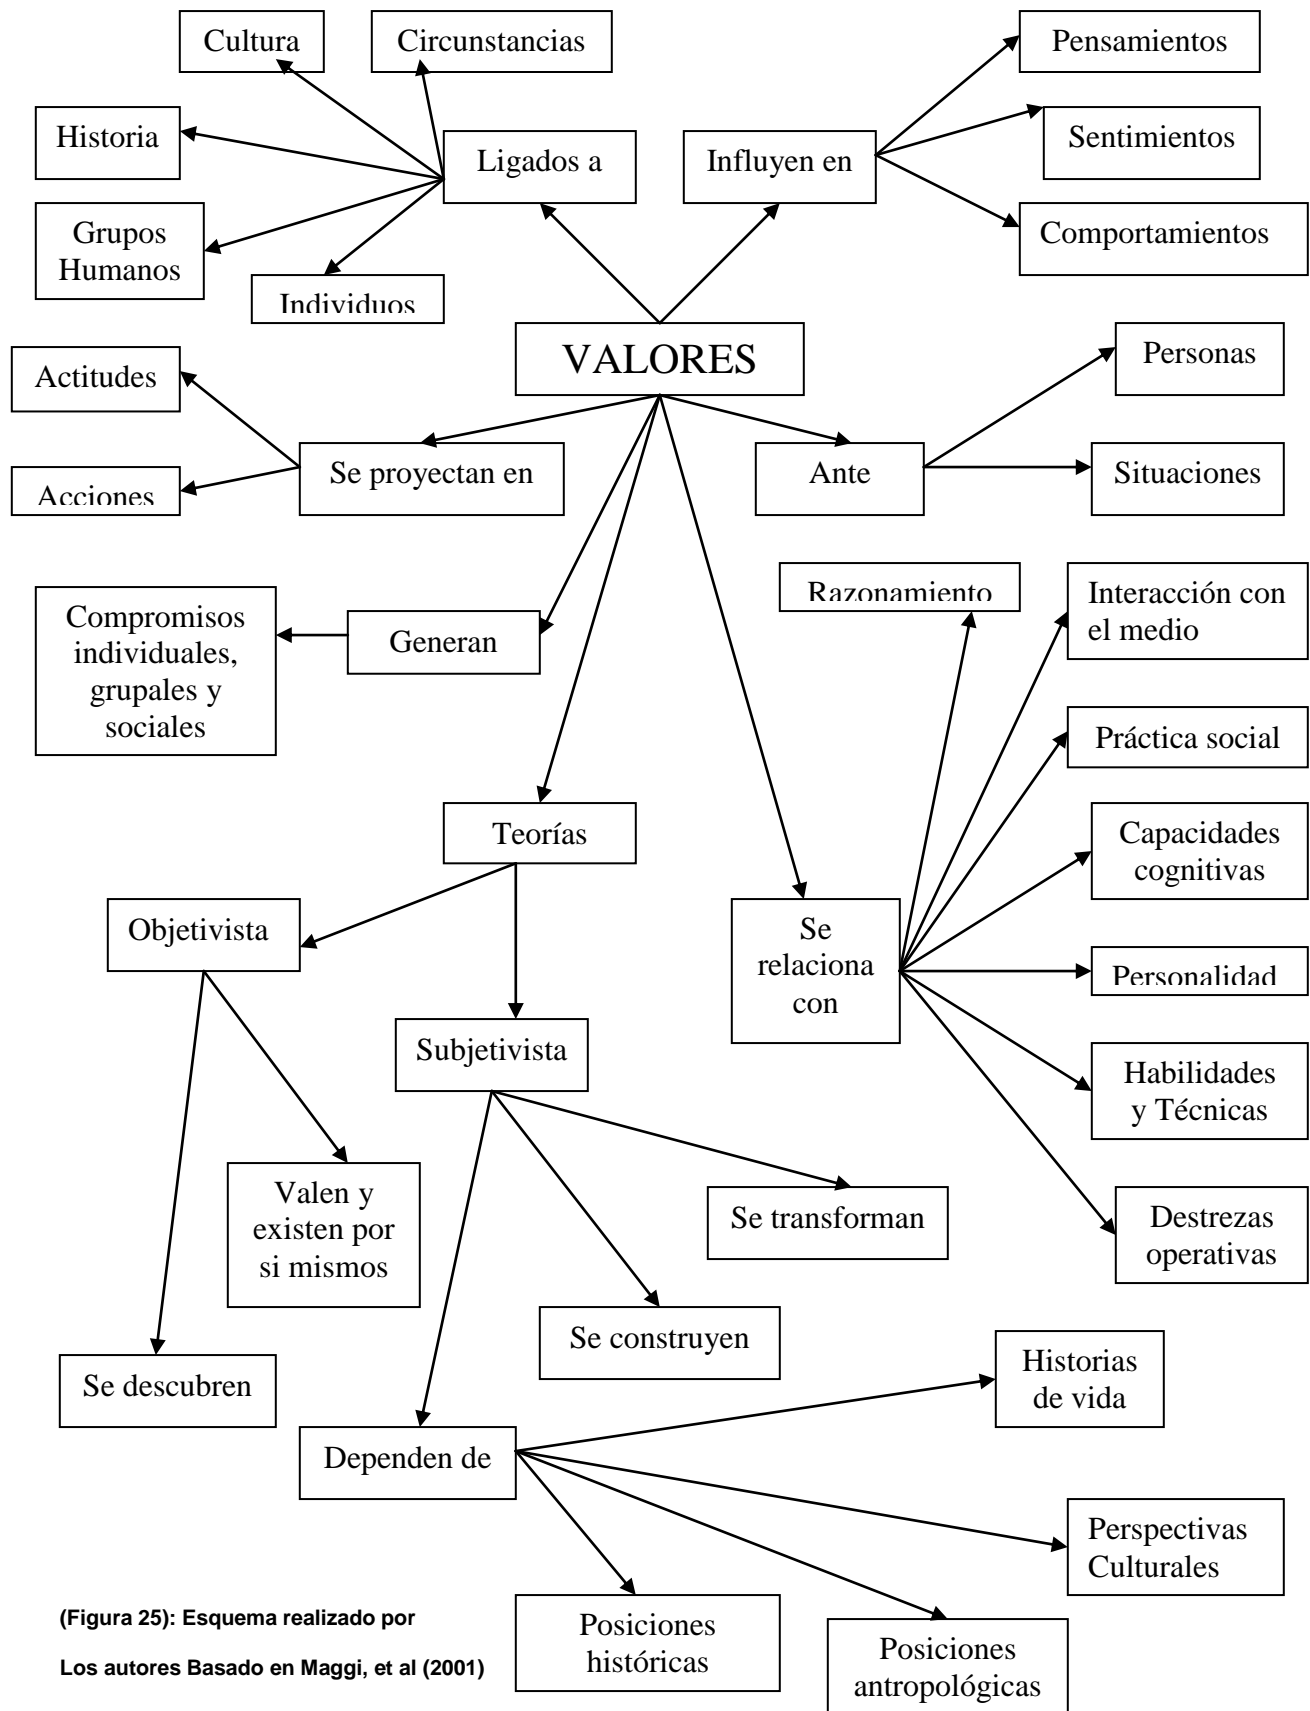 Cultura
Circunstancias
Pensamientos
Historia
Ligados a
Influyen en
Sentimientos
Grupos
Humanos
Comportamientos
Individuos
VALORES
Personas
Actitudes
Se proyectan en
Ante
Situaciones
Acciones
Razonamiento
Interacción con
el medio
Compromisos
individuales,
grupales y
sociales
Generan
Práctica social
Teorías
Capacidades
cognitivas
Objetivista
Se
relaciona
con
Personalidad
Subjetivista
Habilidades
y Técnicas
Valen y
existen por
si mismos
Se transforman
Destrezas
operativas
Se construyen
Se descubren
Historias
de vida
Dependen de
Perspectivas
Culturales
(Figura 25): Esquema realizado por
Los autores Basado en Maggi, et al (2001)
Posiciones
históricas
Posiciones
antropológicas